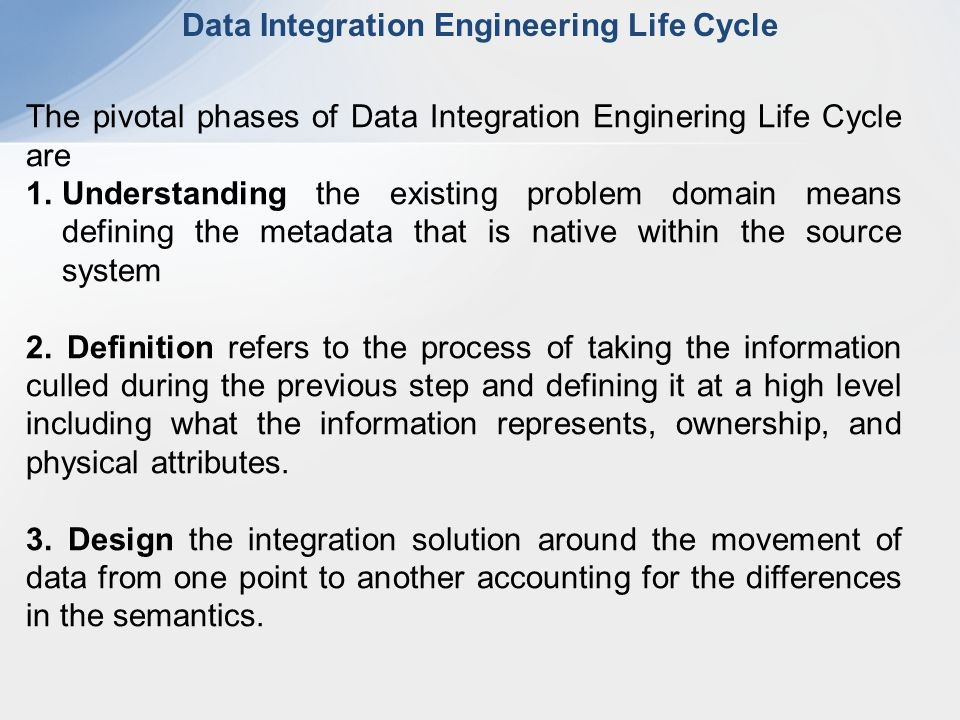 Data Integration Engineering Life Cycle
The pivotal phases of Data Integration Enginering Life Cycle
are
1. Understanding the existing problem domain means
defining the metadata that is native within the source
system
2. Definition refers to the process of taking the information
culled during the previous step and defining it at a high level
including what the information represents, ownership, and
physical attributes.
3. Design the integration solution around the movement of
data from one point to another accounting for the differences
in the semantics.